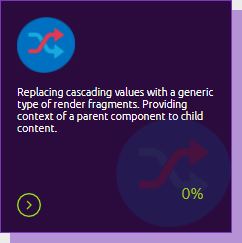 Replacing cascading values with a generic
type of render fragments. Providing
context of a parent component to child
content.
0%